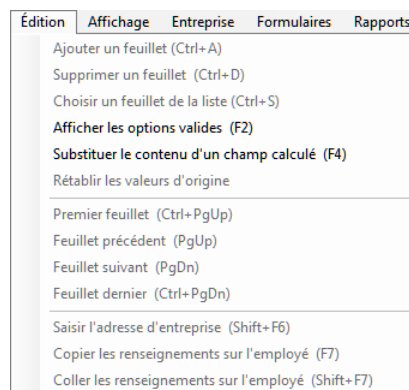 Édition Affichage Entreprise Formulaires Rapports
Ajouter un feuillet (Ctrl+A)
Supprimer un feuillet (Ctrl+D)
Choisir un feuillet de la liste (Ctrl+S)
Afficher les options valides (F2)
Substituer le contenu d'un champ calculé (F4)
Rétablir les valeurs d'origine
Premier feuillet (Ctrl+PgUp)
Feuillet précédent (PgUp)
Feuillet suivant (PgDn)
Feuillet dernier (Ctrl+PgDn)
Saisir l'adresse d'entreprise (Shift+F6)
Copier les renseignements sur l'employé (F7)
Coller les renseignements sur l'employé (Shift+F7)